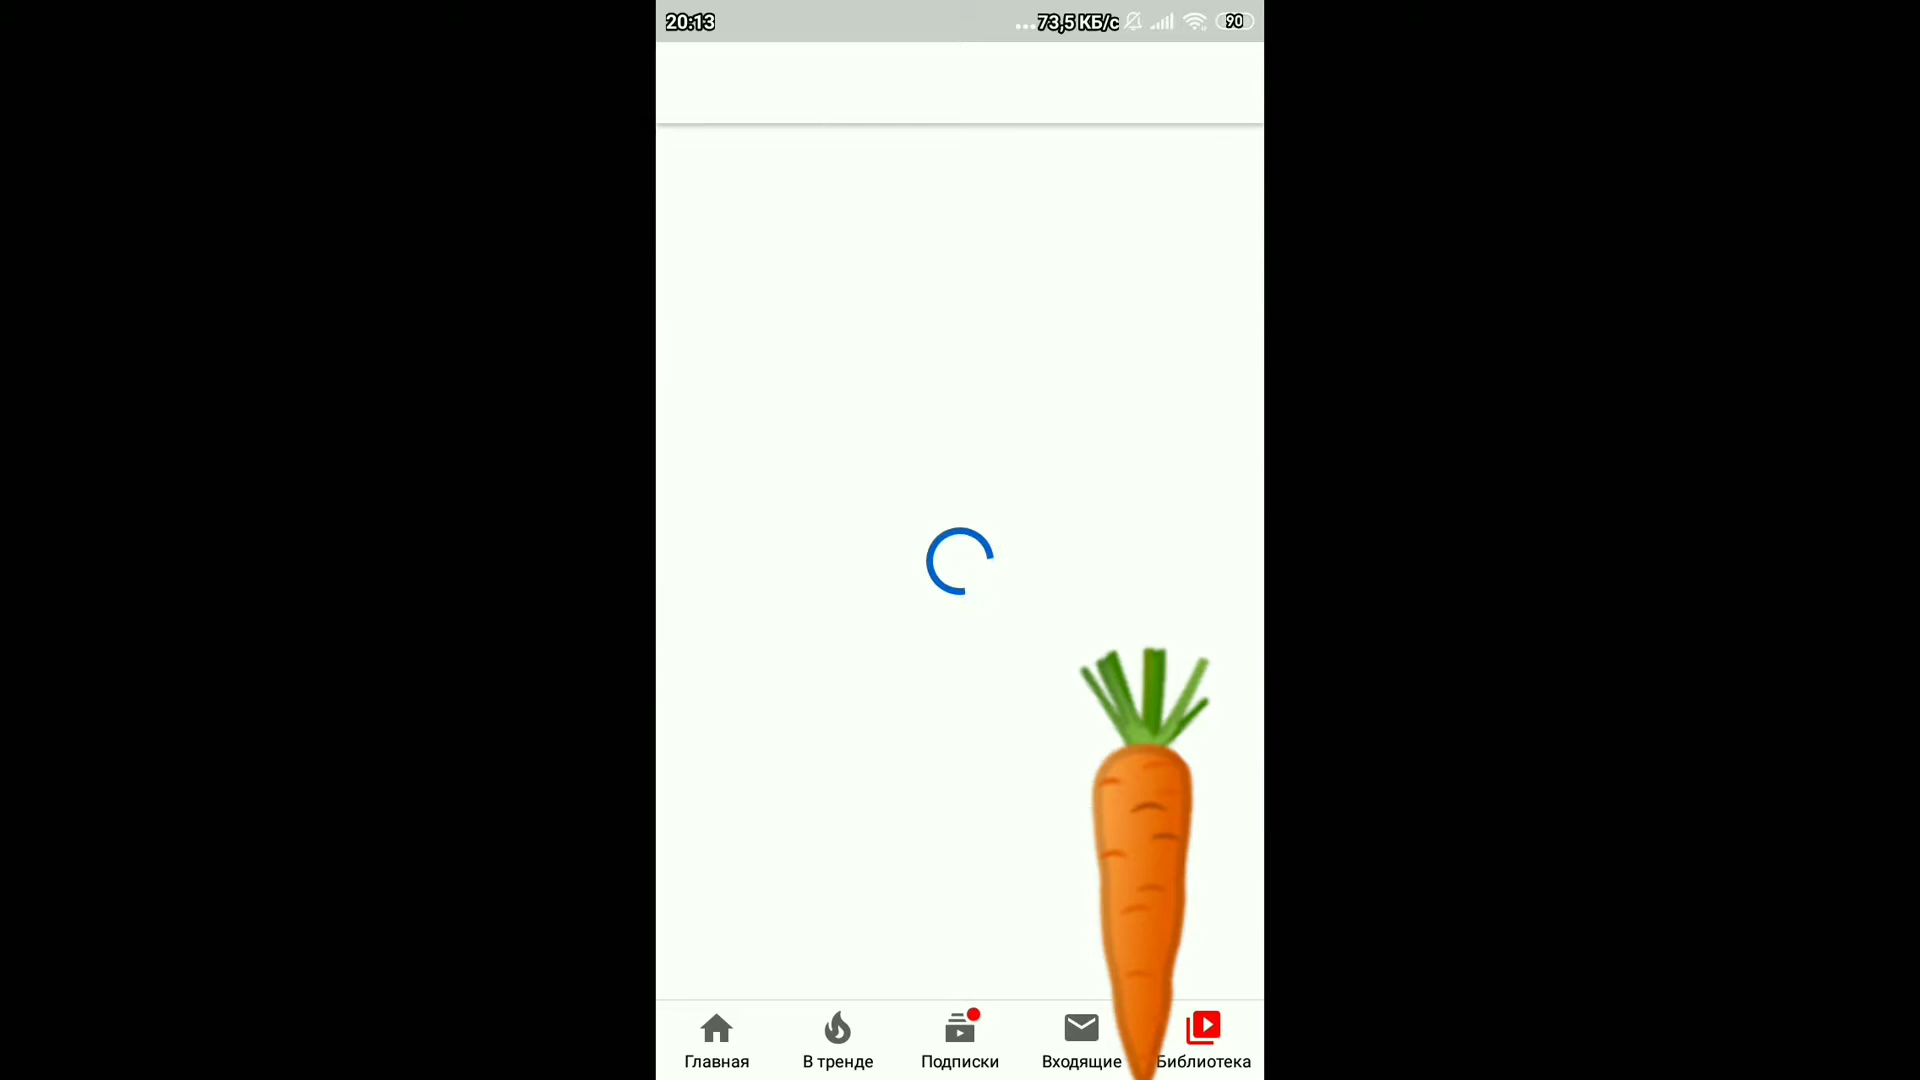 20:13 ...73,5 КБ/с 90
Главная В тренде Подписки Входящие Библиотека